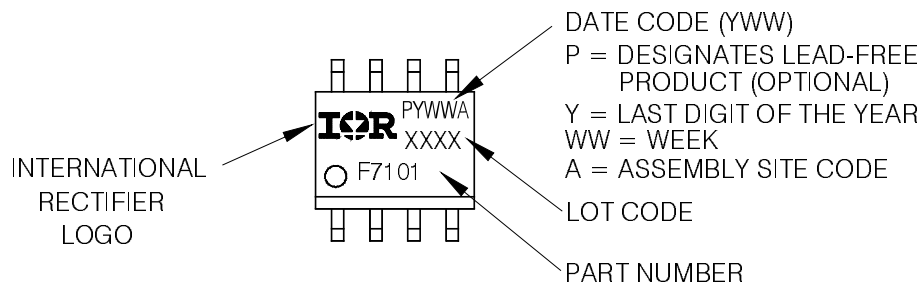 DATE CODE (YWW)
P = DESIGNATES LEAD-FREE
PRODUCT (OPTIONAL)
Y = LAST DIGIT OF THE YEAR
WW = WEEK
A = ASSEMBLY SITE CODE
LOT CODE
PART NUMBER
INTERNATIONAL
RECTIFIER
LOGO
IOR
PYWWA
XXXX
F7101